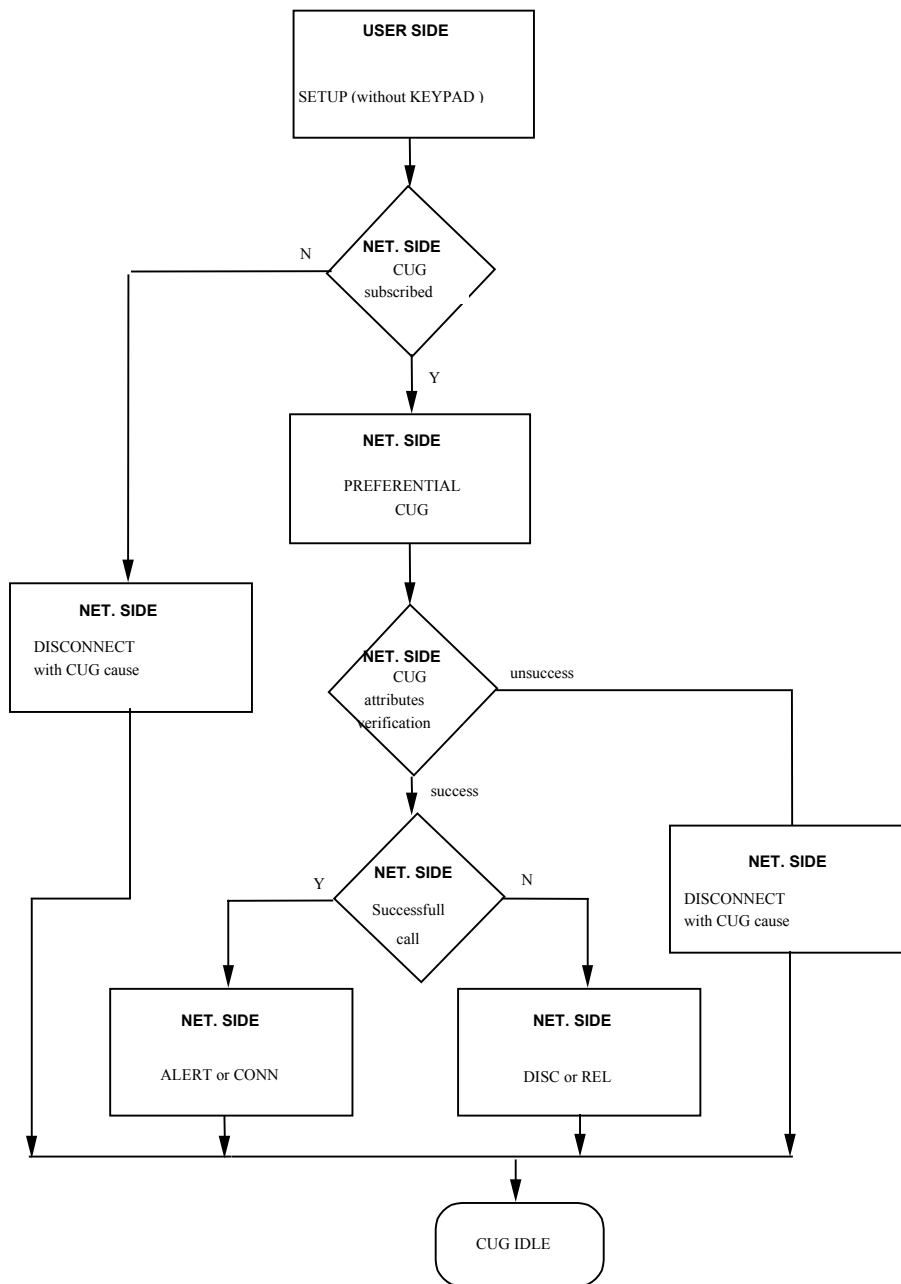 USER SIDE
SETUP (without KEYPAD )
NET. SIDE
CUG
subscribed
N
Y
NET. SIDE
PREFERENTIAL
CUG
NET. SIDE
DISCONNECT
with CUG cause
NET. SIDE
CUG
attributes
verification
unsuccess
success
NET. SIDE
Successfull
call
Y
N
NET. SIDE
DISCONNECT
with CUG cause
NET. SIDE
ALERT or CONN
NET. SIDE
DISC or REL
CUG IDLE